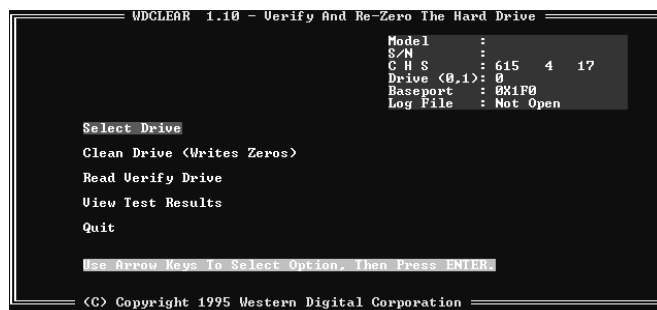 WDCLEAR 1.10 - Verify And Re-Zero The Hard Drive
Model :
S/N :
C H S : 615 4 17
Drive (0,1): 0
Baseport : 0X1F0
Log File : Not Open
Select Drive
Clean Drive (Writes Zeros)
Read Verify Drive
View Test Results
Quit
Use Arrow Keys To Select Option, Then Press ENTER.
(C) Copyright 1995 Western Digital Corporation